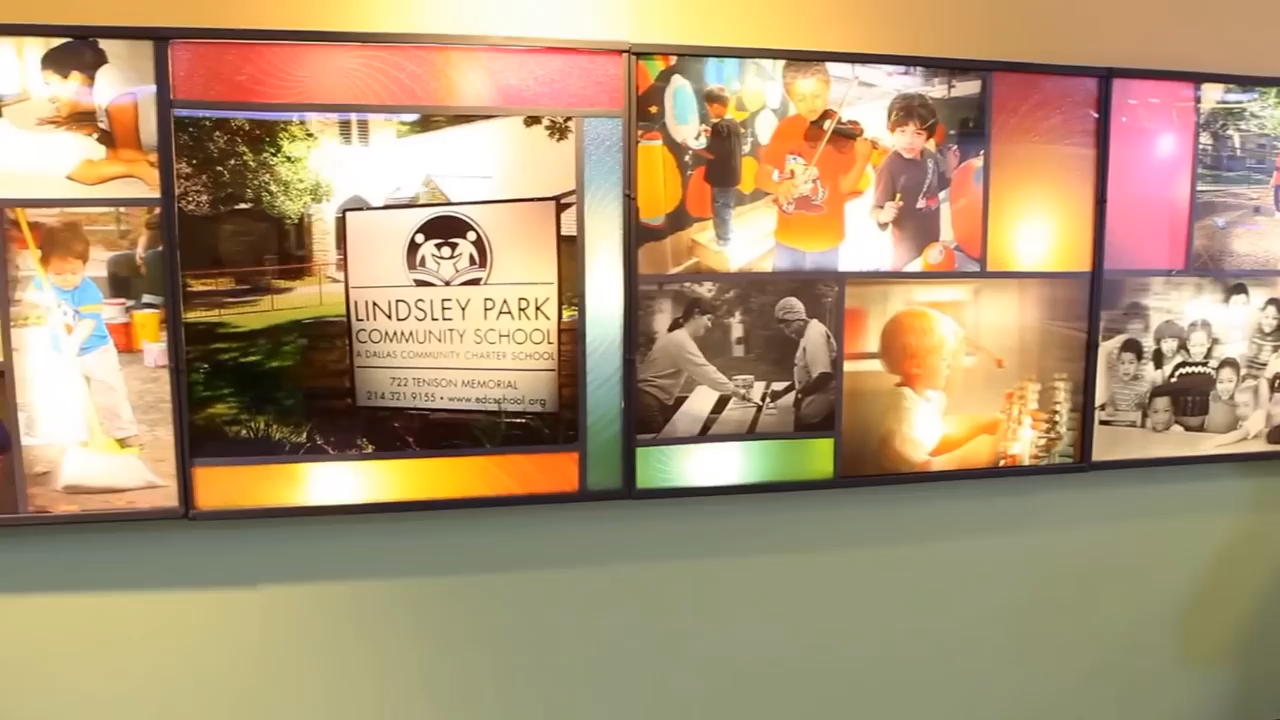 LINDSLEY PARK
COMMUNITY SCHOOL
A DALLAS COMMUNITY CHARTER SCHOOL
722 TENISON MEMORIAL
214.321.9155 • www.edcschool.org